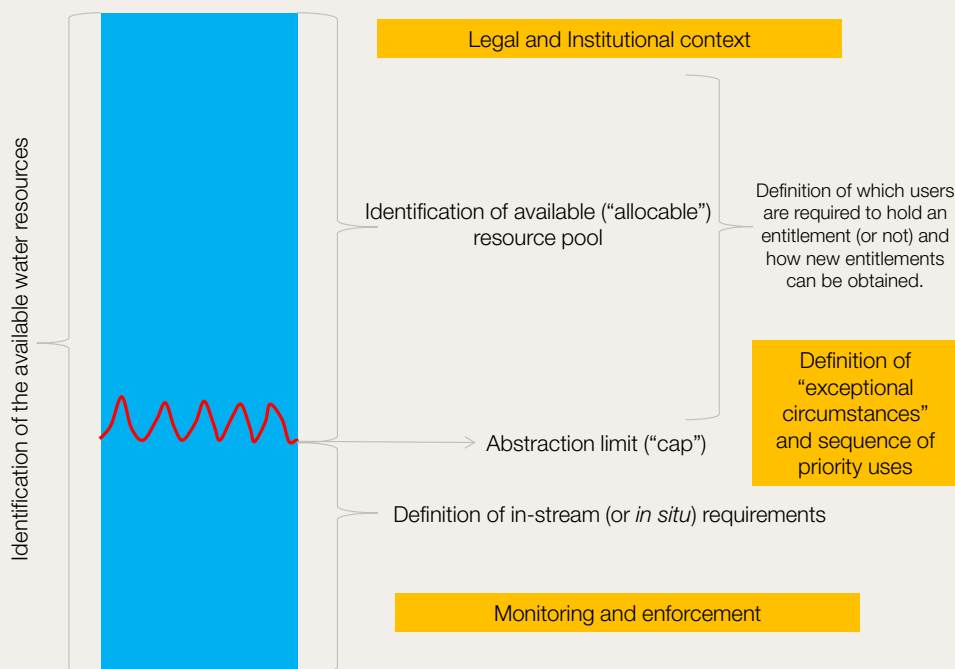 Identification of the available water resources
Legal and Institutional context
Identification of available (“allocable”)
resource pool
Definition of which users
are required to hold an
entitlement (or not) and
how new entitlements
can be obtained.
Definition of
“exceptional
circumstances”
and sequence of
priority uses
Abstraction limit (“cap”)
Definition of in-stream (or in situ) requirements
Monitoring and enforcement